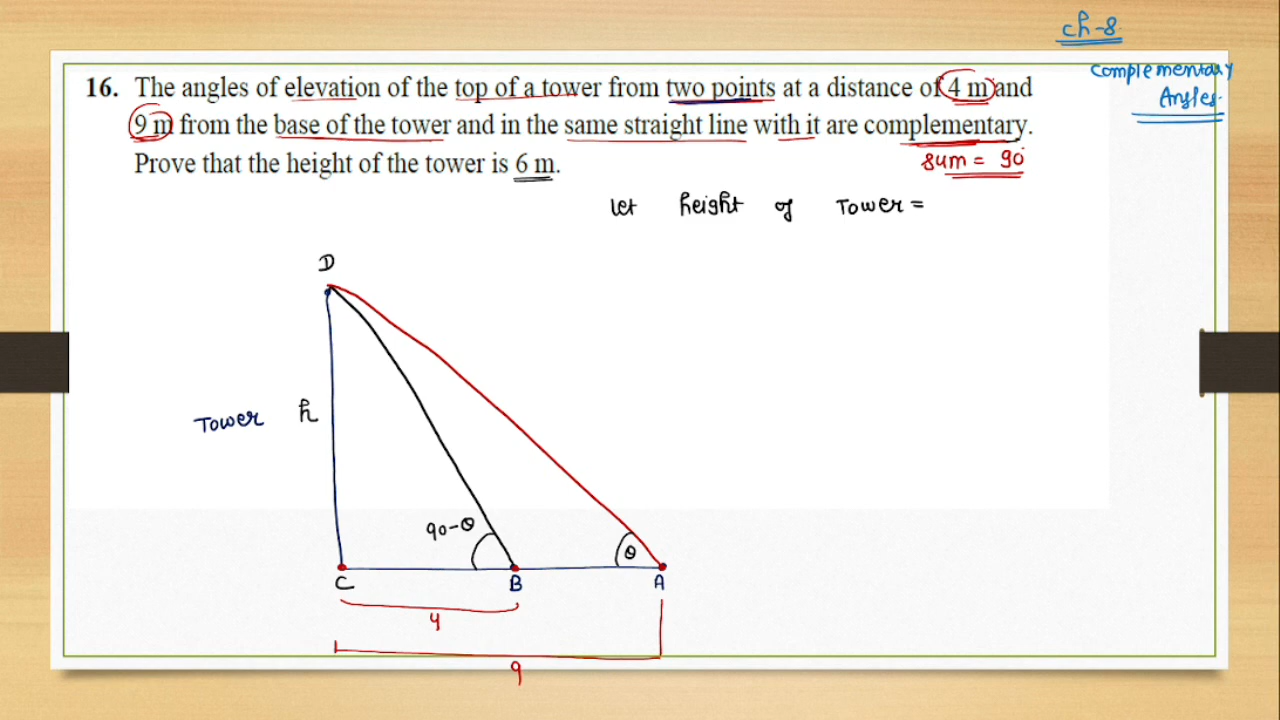 ch-8
complementary
Angles.
16. The angles of elevation of the top of a tower from two points at a distance of 4 m and
9 m from the base of the tower and in the same straight line with it are complementary.
Prove that the height of the tower is 6 m.
sum = 90°
let height of Tower =
D
Tower h
90-θ
θ
C B A
4
9